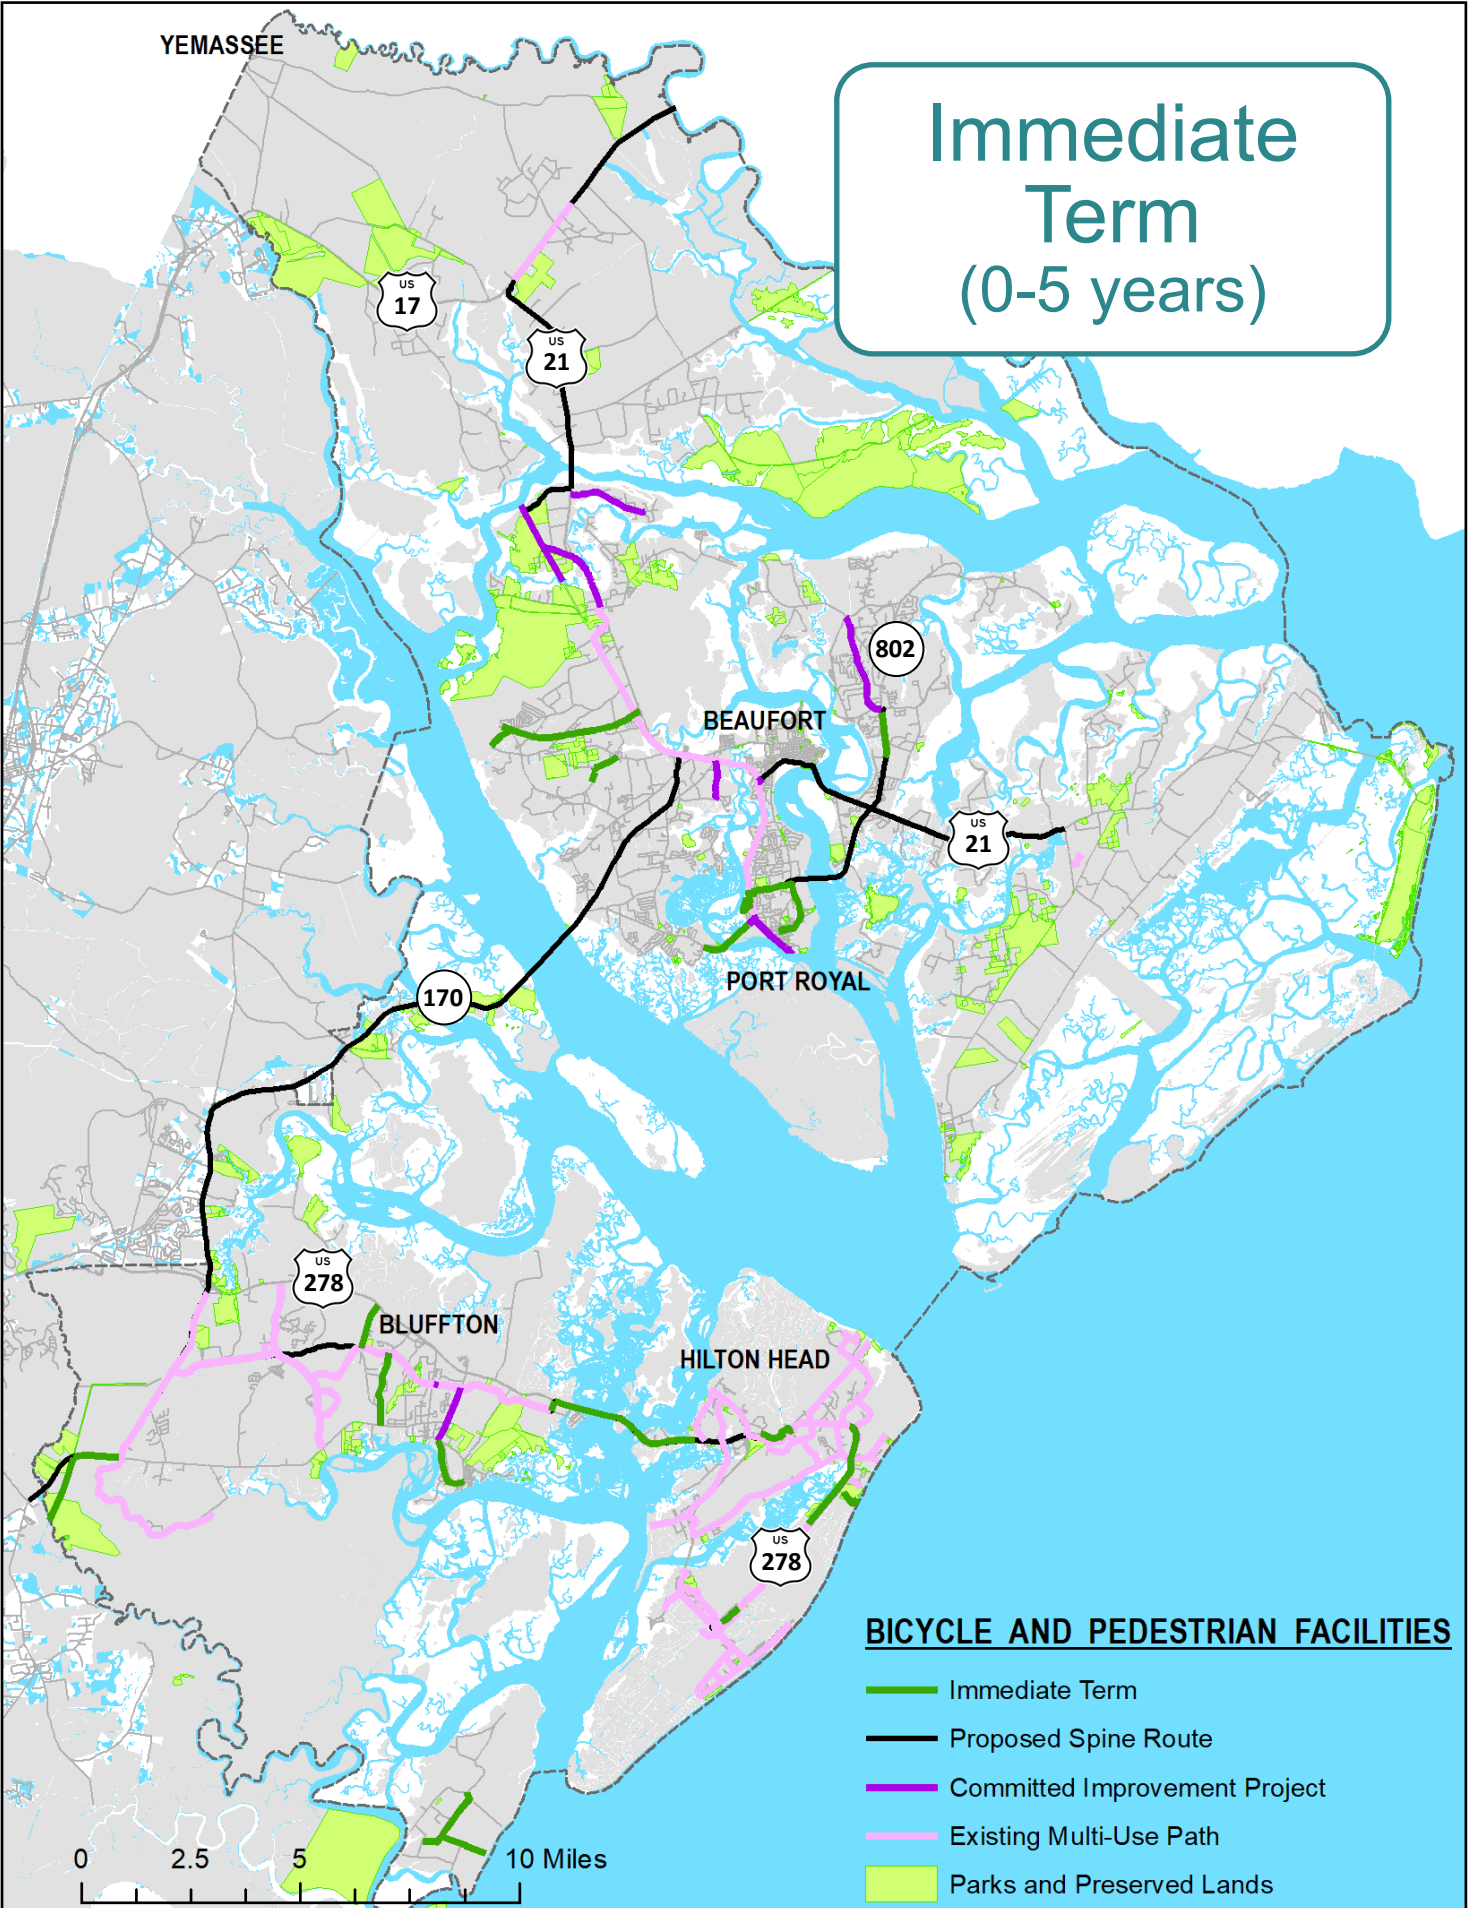 YEMASSEE
Immediate
Term
(0-5 years)
US
17
US
21
802
BEAUFORT
US
21
PORT ROYAL
170
US
278
BLUFFTON
HILTON HEAD
US
278
BICYCLE AND PEDESTRIAN FACILITIES
Immediate Term
Proposed Spine Route
Committed Improvement Project
Existing Multi-Use Path
Parks and Preserved Lands
0 2.5 5 10 Miles